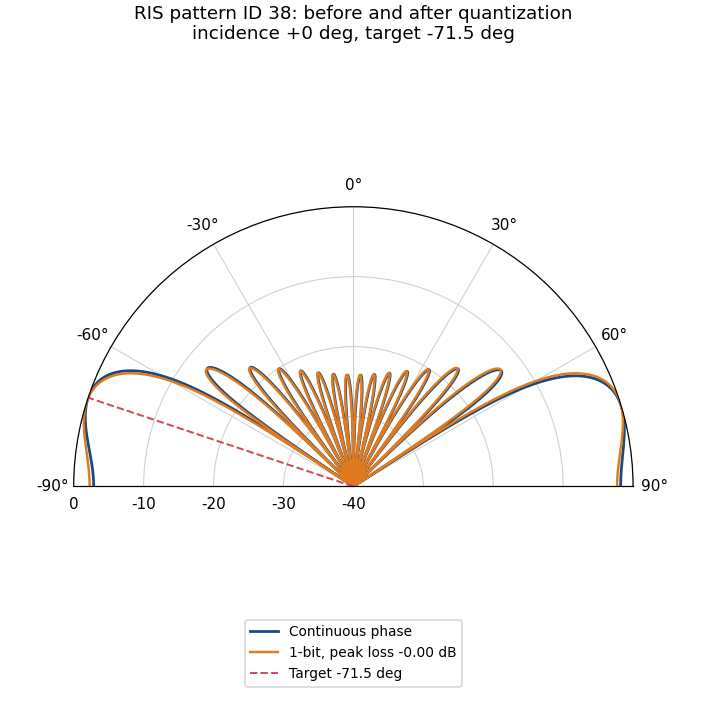 RIS pattern ID 38: before and after quantization
incidence +0 deg, target -71.5 deg
0°
-30° 30°
-60° 60°
-90° 90°
0 -10 -20 -30 -40
Continuous phase
1-bit, peak loss -0.00 dB
Target -71.5 deg